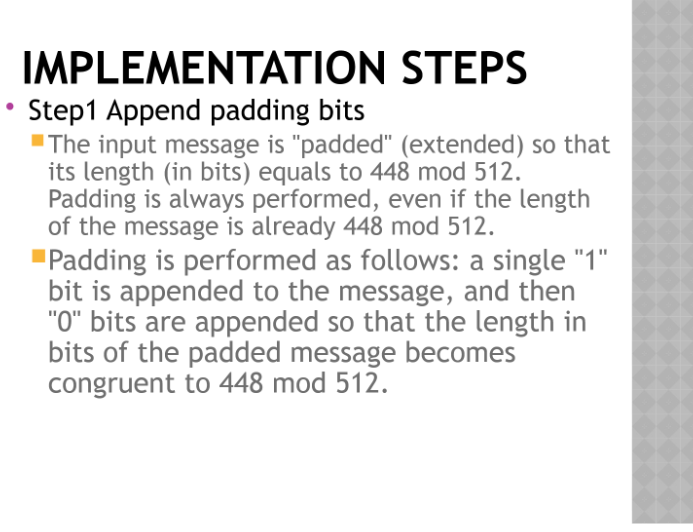 IMPLEMENTATION STEPS
• Step1 Append padding bits
The input message is "padded" (extended) so that
its length (in bits) equals to 448 mod 512.
Padding is always performed, even if the length
of the message is already 448 mod 512.
Padding is performed as follows: a single "1"
bit is appended to the message, and then
"0" bits are appended so that the length in
bits of the padded message becomes
congruent to 448 mod 512.